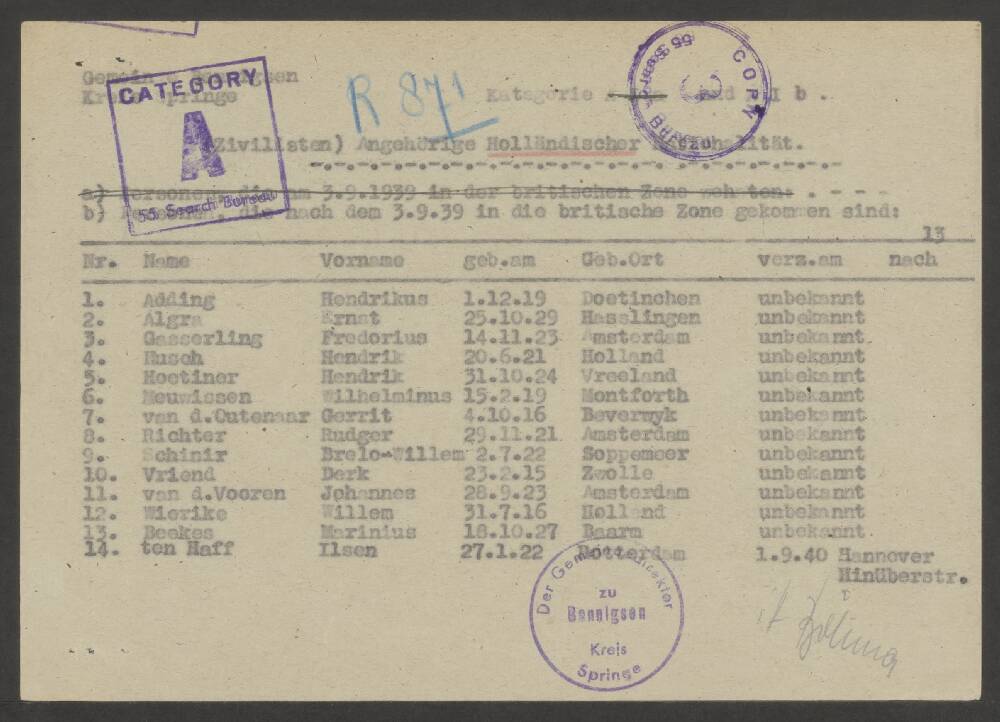 Gemeinde Bennigsen
Kreis Springe
CATEGORY
A
55 Search Bureau
R 871
Kategorie und I b.
55 Search
COPN
BUREAU
(Zivilisten) Angehörige Holländischer Nationalität.
a) Personen, die am 3.9.1939 in der britischen Zone wohnten: . - - -
b) Personen, die nach dem 3.9.39 in die britische Zone gekommen sind:
13
Nr. Name Vorname geb.am Geb.Ort verz.am nach
1. Adding Hendrikus 1.12.19 Doetinchen unbekannt
2. Algra Ernst 25.10.29 Hasslingen unbekannt
3. Gasserling Fredorius 14.11.23 Amsterdam unbekannt.
4. Husch Hendrik 20.6.21 Holland unbekannt
5. Hoetiner Hendrik 31.10.24 Vreeland unbekannt
6. Meuwissen Wilhelminus 15.2.19 Montforth unbekannt
7. van d.Outenaar Gerrit 4.10.16 Beverwyk unbekannt
8. Richter Rudger 29.11.21 Amsterdam unbekannt
9. Schinir Brelo-Willem 2.7.22 Soppemeer unbekannt
10. Vriend Derk 23.2.15 Zwolle unbekannt
11. van d.Vooren Johannes 28.9.23 Amsterdam unbekannt
12. Wierike Willem 31.7.16 Holland unbekannt
13. Beekes Marinius 18.10.27 Baarm unbekannt
14. ten Haff Ilsen 27.1.22 Rotterdam 1.9.40 Hannover
Hinüberstr.
Der Gemeindedirektor
zu
Bennigsen
Kreis
Springe